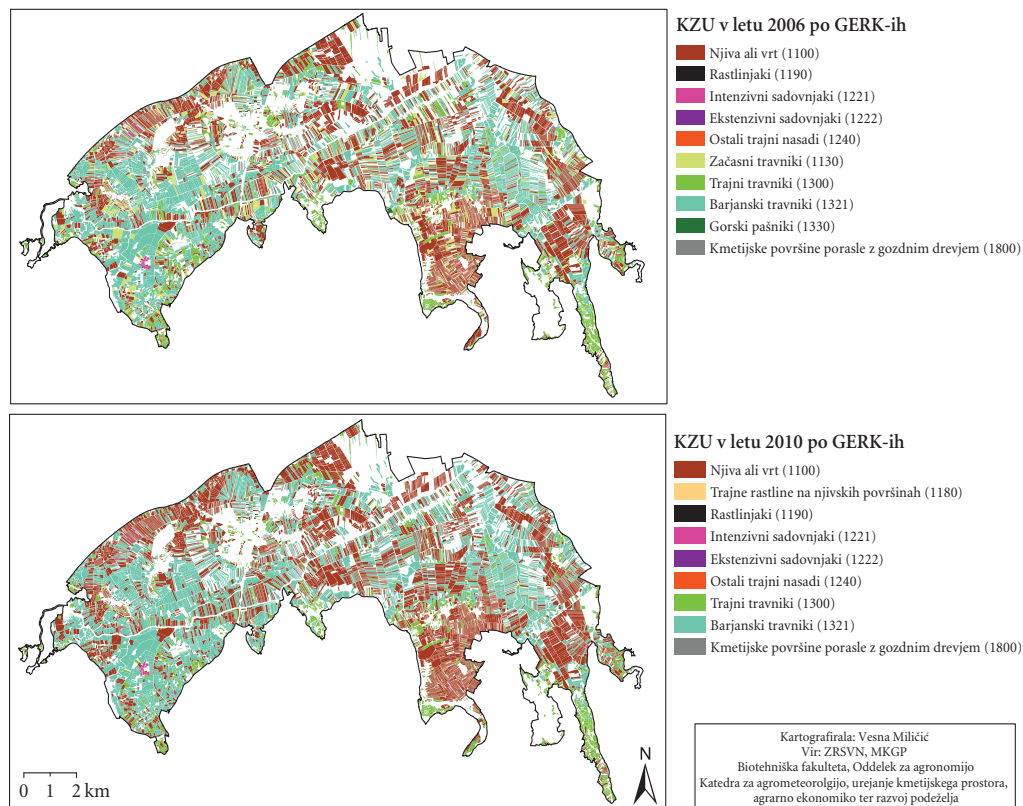 KZU v letu 2006 po GERK-ih
Njiva ali vrt (1100)
Rastlinjaki (1190)
Intenzivni sadovnjaki (1221)
Ekstenzivni sadovnjaki (1222)
Ostali trajni nasadi (1240)
Začasni travniki (1130)
Trajni travniki (1300)
Barjanski travniki (1321)
Gorski pašniki (1330)
Kmetijske površine porasle z gozdnim drevjem (1800)
KZU v letu 2010 po GERK-ih
Njiva ali vrt (1100)
Trajne rastline na njivskih površinah (1180)
Rastlinjaki (1190)
Intenzivni sadovnjaki (1221)
Ekstenzivni sadovnjaki (1222)
Ostali trajni nasadi (1240)
Trajni travniki (1300)
Barjanski travniki (1321)
Kmetijske površine porasle z gozdnim drevjem (1800)
0 1 2 km
N
Kartografirala: Vesna Miličić
Vir: ZRSVN, MKGP
Biotehniška fakulteta, Oddelek za agronomijo
Katedra za agrometeorolgijo, urejanje kmetijskega prostora,
agrarno ekonomiko ter razvoj podeželja